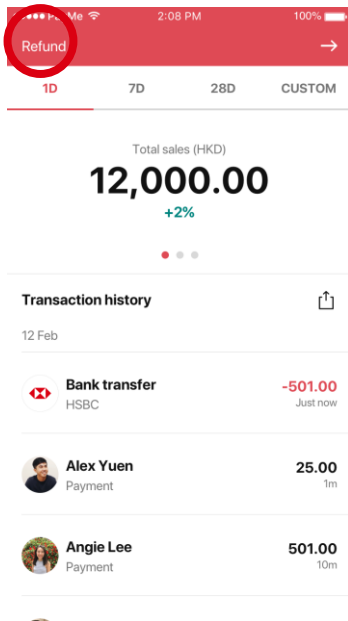 Me 2:08 PM 100%
Refund
1D 7D 28D CUSTOM
Total sales (HKD)
12,000.00
+2%
Transaction history
12 Feb
Bank transfer -501.00
HSBC Just now
Alex Yuen 25.00
Payment 1m
Angie Lee 501.00
Payment 10m